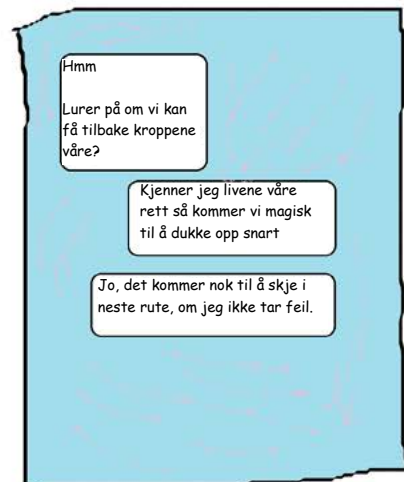 Hmm
Lurer på om vi kan
få tilbake kroppene
våre?
Kjenner jeg livene våre
rett så kommer vi magisk
til å dukke opp snart
Jo, det kommer nok til å skje i
neste rute, om jeg ikke tar feil.